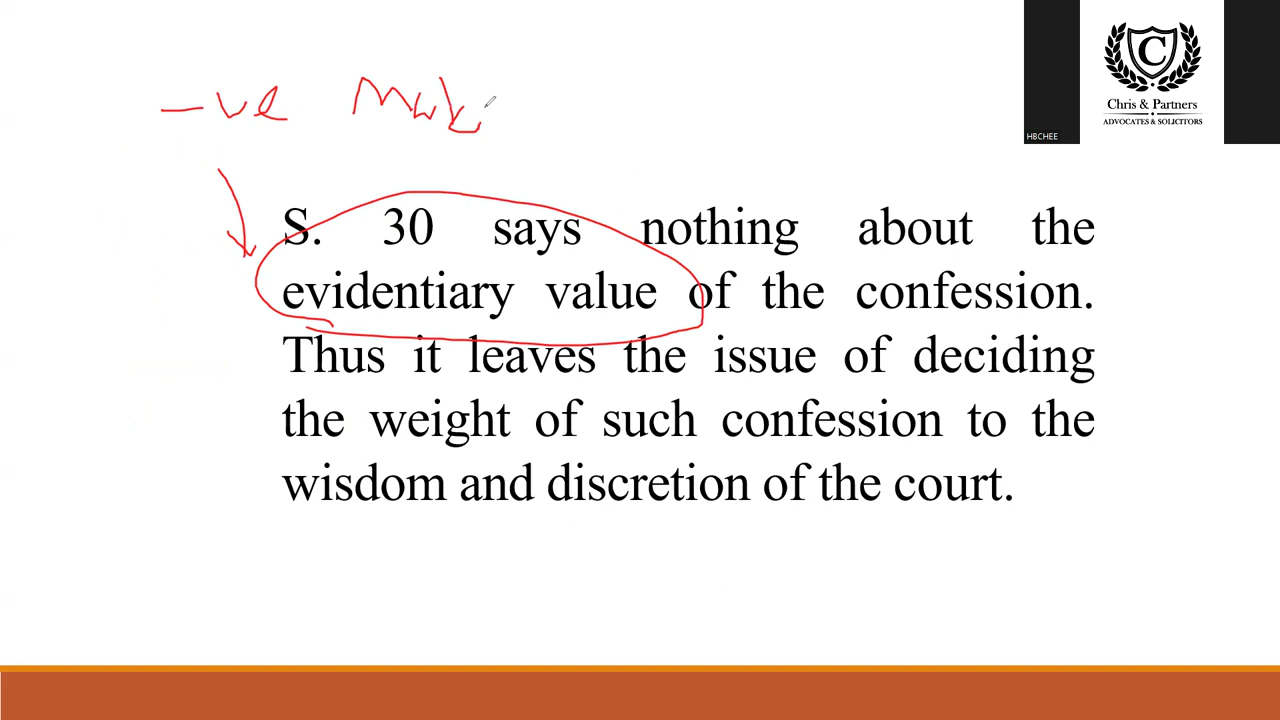 C
Chris & Partners
ADVOCATES & SOLICITORS
HBCHEE
-ve
S. 30 says nothing about the
evidentiary value of the confession.
Thus it leaves the issue of deciding
the weight of such confession to the
wisdom and discretion of the court.